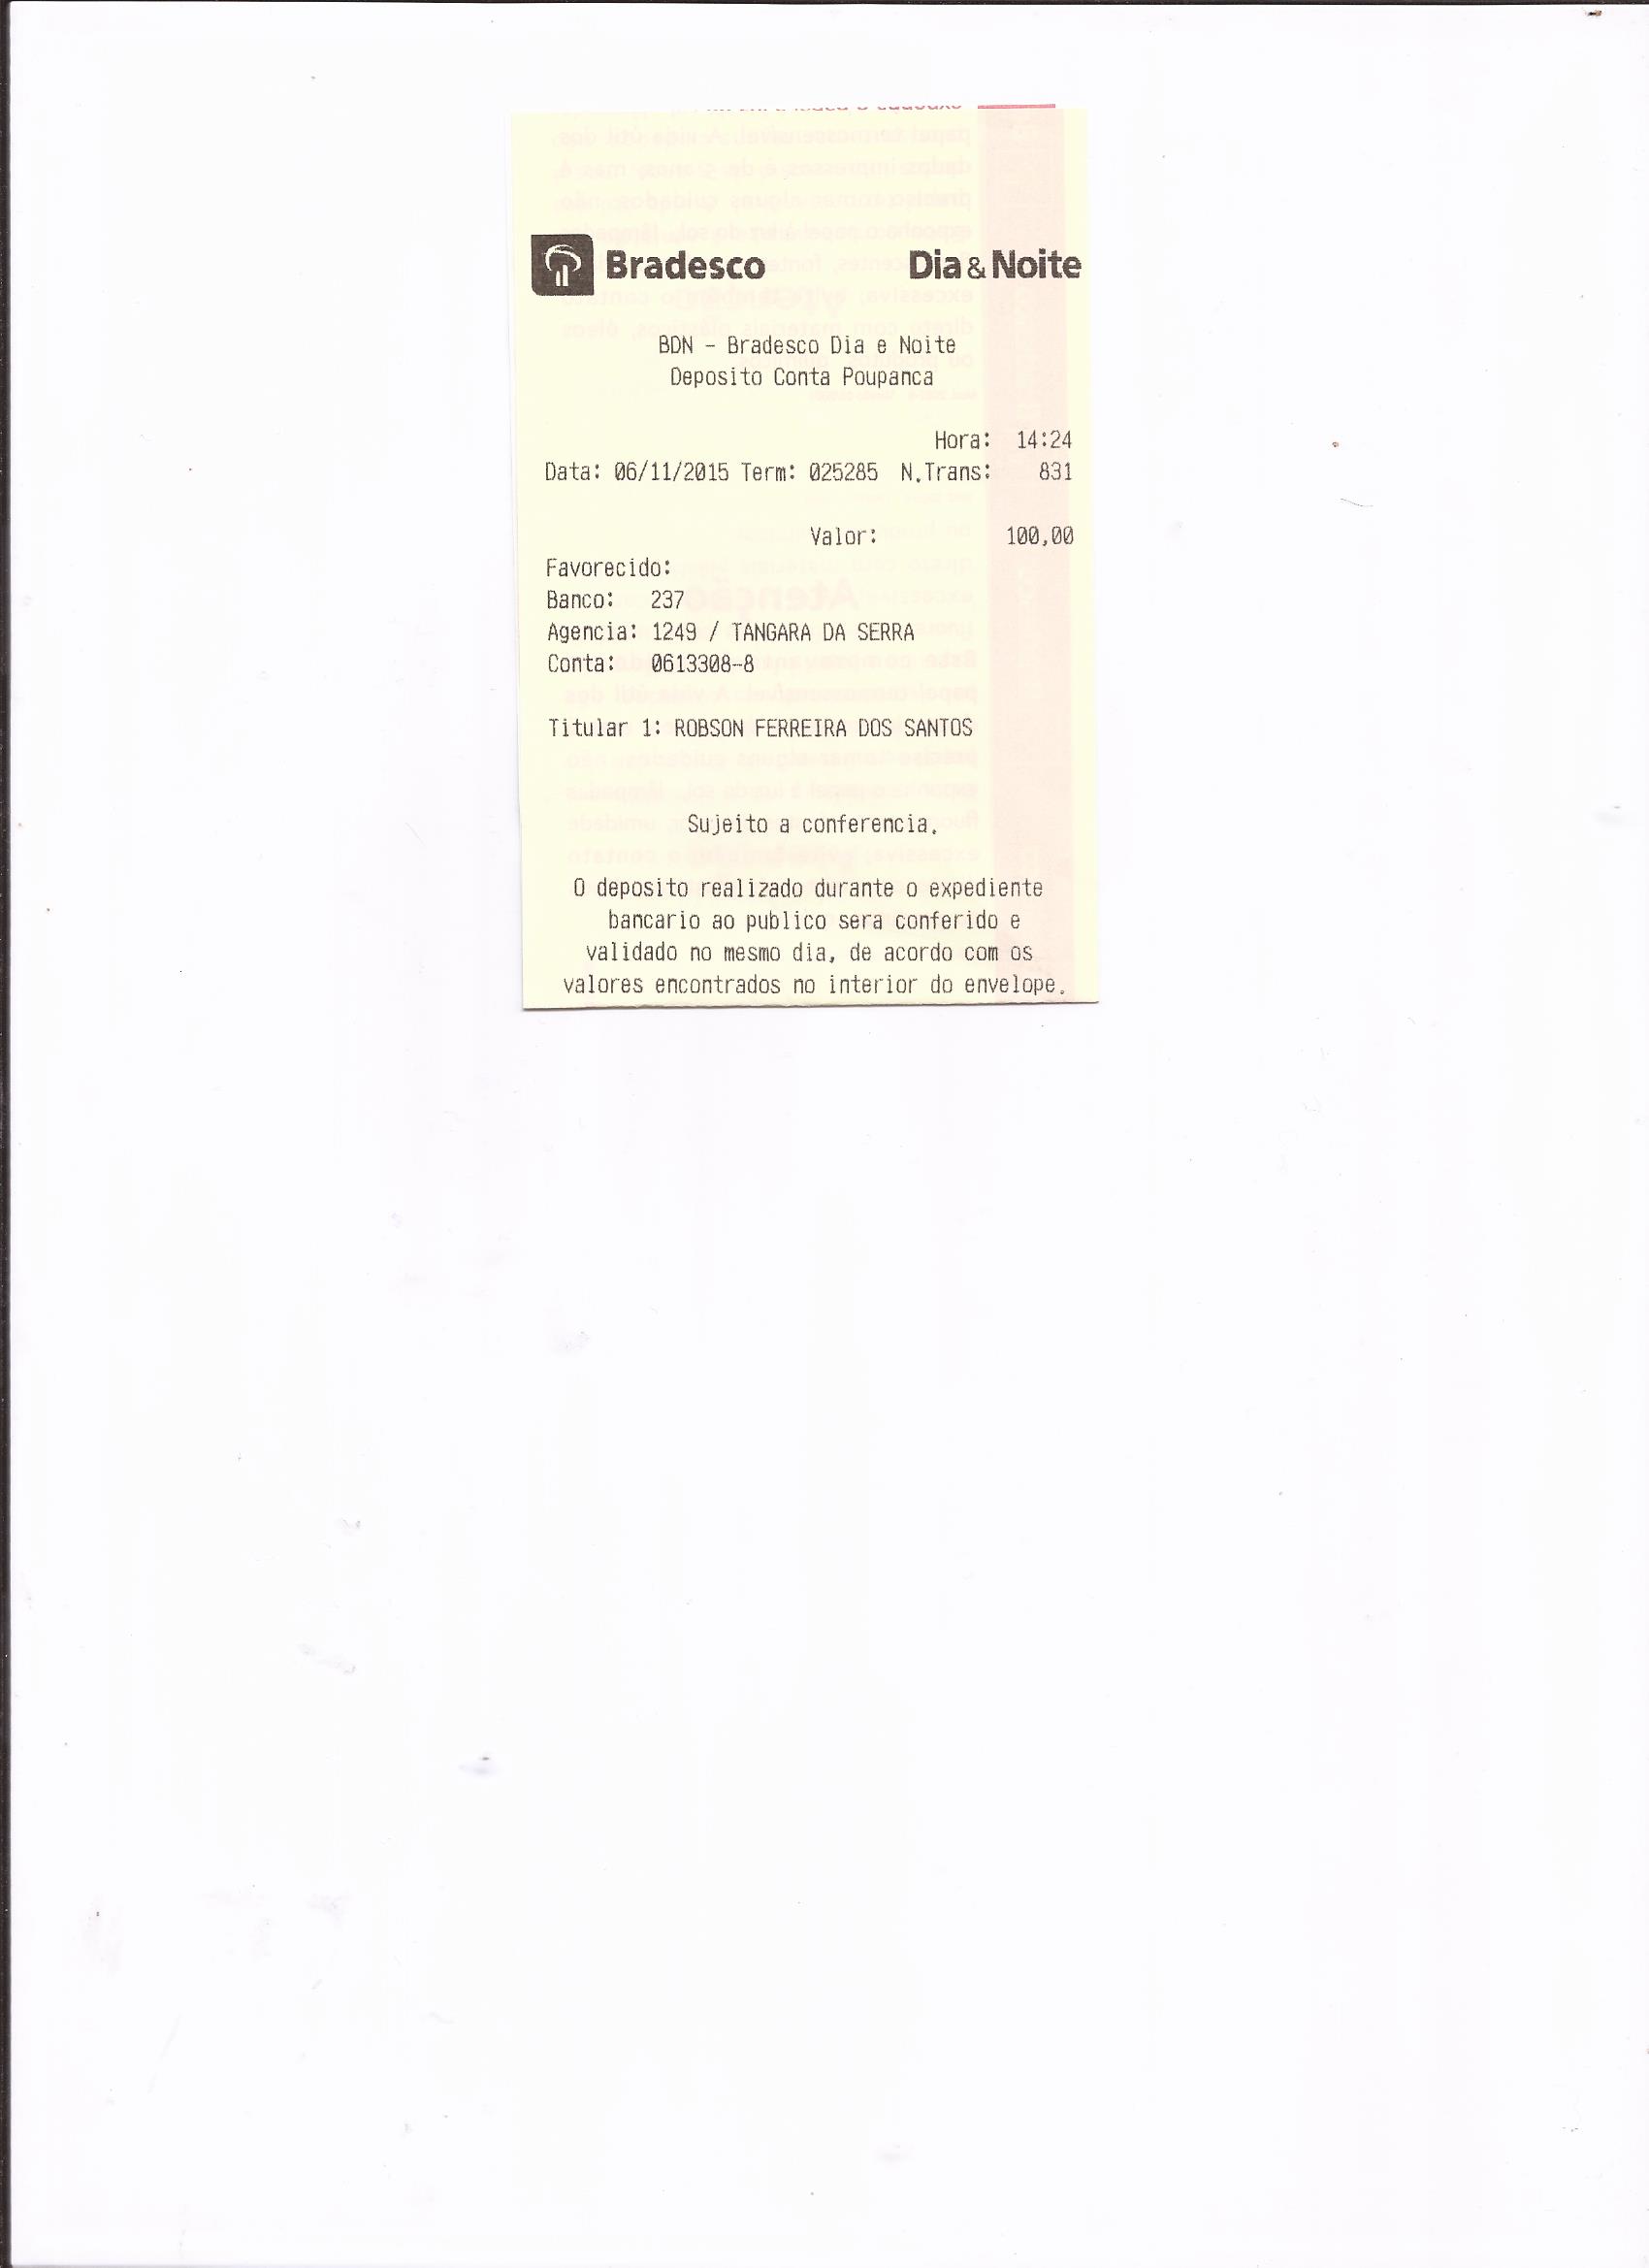 Bradesco Dia & Noite
BDN - Bradesco Dia e Noite
Deposito Conta Poupanca
Hora: 14:24
Data: 06/11/2015 Term: 025285 N.Trans: 831
Valor: 100,00
Favorecido:
Banco: 237
Agencia: 1249 / TANGARA DA SERRA
Conta: 0613308-8
Titular 1: ROBSON FERREIRA DOS SANTOS
Sujeito a conferencia.
O deposito realizado durante o expediente
bancario ao publico sera conferido e
validado no mesmo dia, de acordo com os
valores encontrados no interior do envelope.